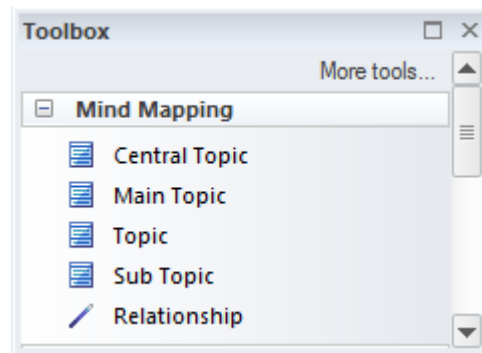 Toolbox
More tools...
Mind Mapping
Central Topic
Main Topic
Topic
Sub Topic
Relationship